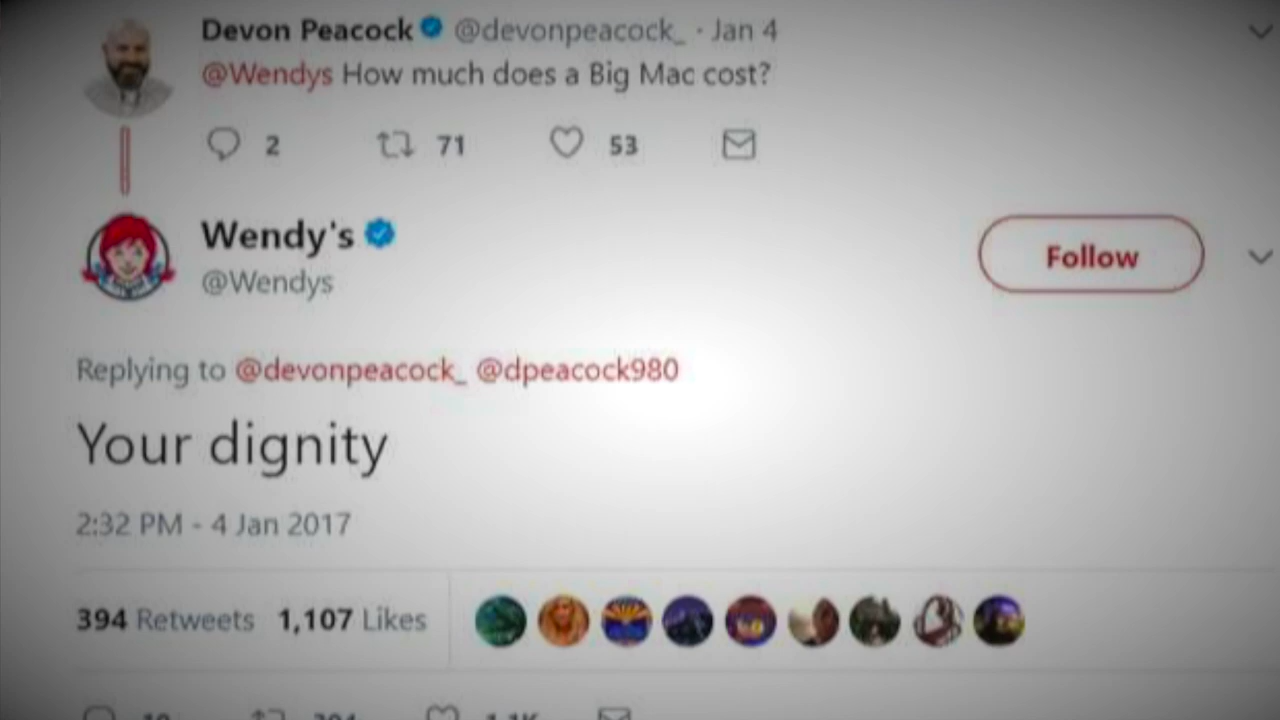 Devon Peacock @devonpeacock_ · Jan 4
@Wendys How much does a Big Mac cost?
2 71 53
Wendy's
@Wendys
Follow
Replying to @devonpeacock_ @dpeacock980
Your dignity
2:32 PM - 4 Jan 2017
394 Retweets 1,107 Likes